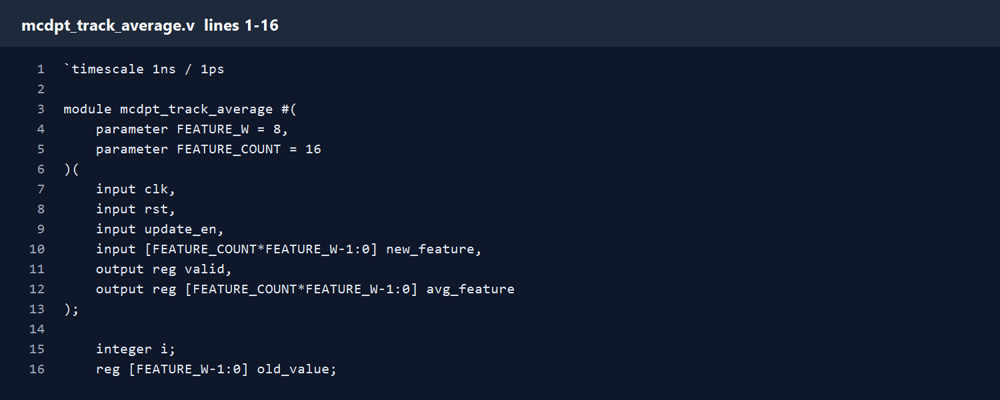 mcdpt_track_average.v lines 1-16
1 `timescale 1ns / 1ps
2
3 module mcdpt_track_average #(
4     parameter FEATURE_W = 8,
5     parameter FEATURE_COUNT = 16
6 )(
7     input clk,
8     input rst,
9     input update_en,
10     input [FEATURE_COUNT*FEATURE_W-1:0] new_feature,
11     output reg valid,
12     output reg [FEATURE_COUNT*FEATURE_W-1:0] avg_feature
13 );
14
15     integer i;
16     reg [FEATURE_W-1:0] old_value;